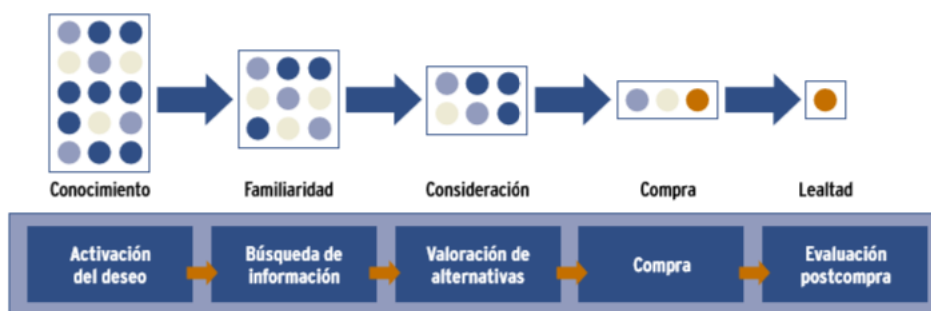 Conocimiento
Familiaridad
Consideración
Compra
Lealtad
Activación
del deseo
Búsqueda de
información
Valoración de
alternativas
Compra
Evaluación
postcompra